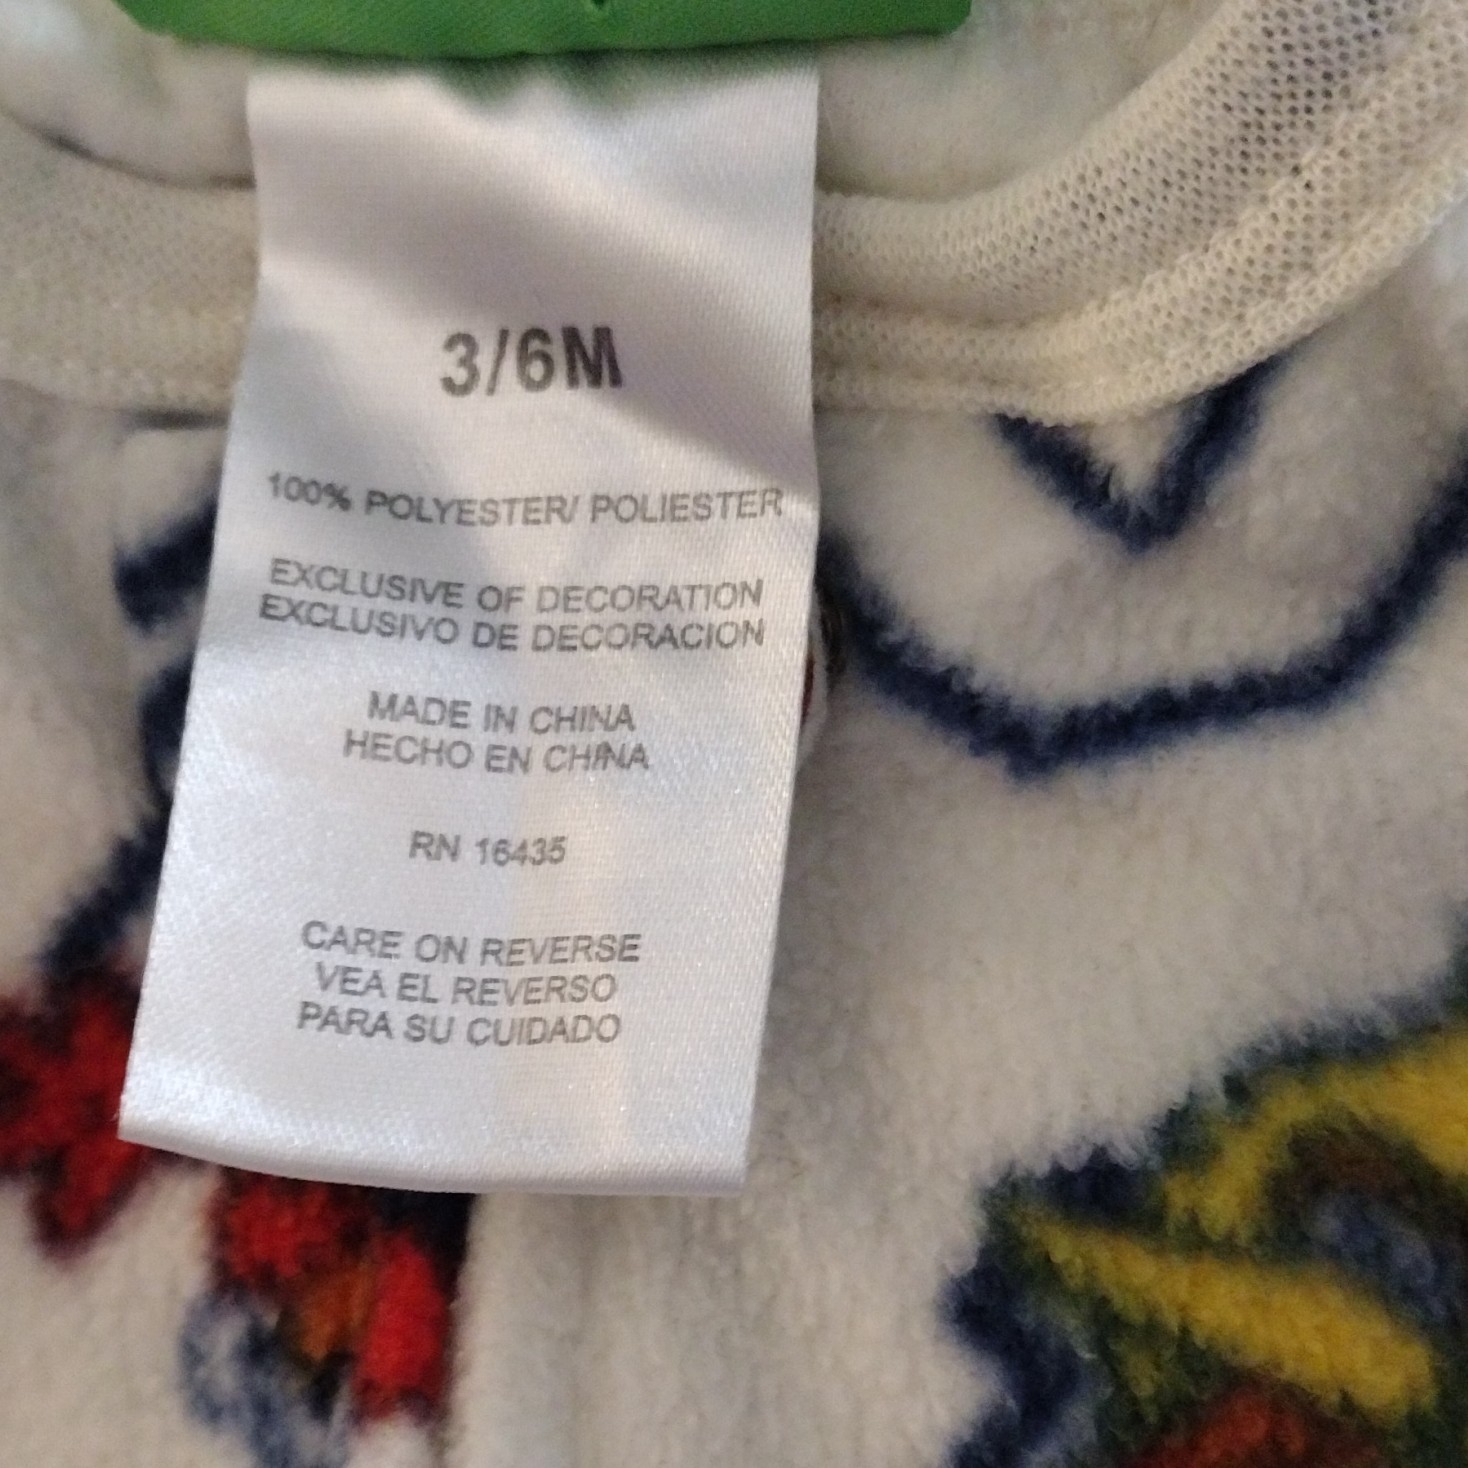 3/6M
100% POLYESTER/ POLIESTER
EXCLUSIVE OF DECORATION
EXCLUSIVO DE DECORACION
MADE IN CHINA
HECHO EN CHINA
RN 16435
CARE ON REVERSE
VEA EL REVERSO
PARA SU CUIDADO